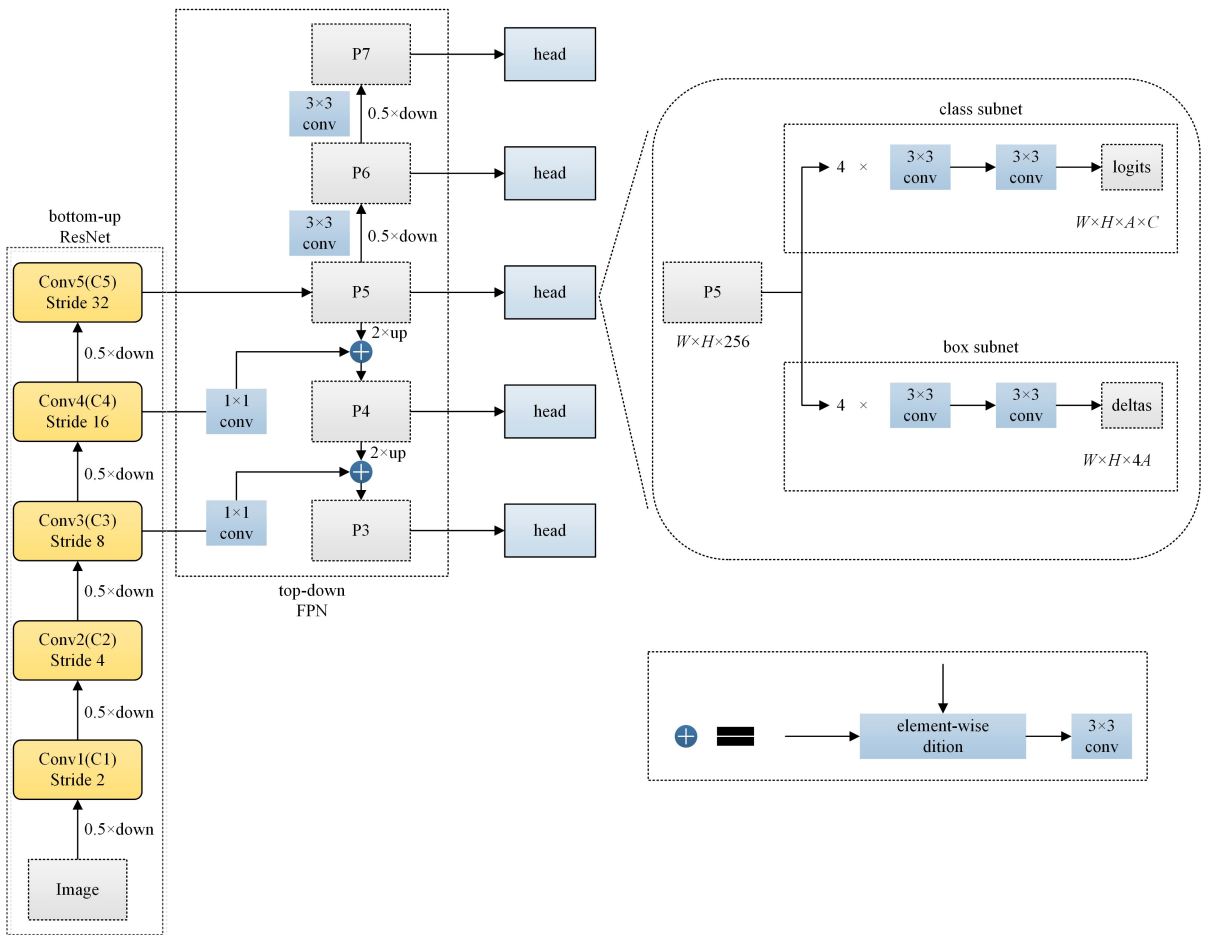 bottom-up
ResNet
Conv5(C5)
Stride 32
0.5×down
Conv4(C4)
Stride 16
0.5×down
Conv3(C3)
Stride 8
0.5×down
Conv2(C2)
Stride 4
0.5×down
Conv1(C1)
Stride 2
0.5×down
Image
P7
3×3
conv
0.5×down
P6
3×3
conv
0.5×down
P5
2×up
1×1
conv
P4
2×up
1×1
conv
P3
top-down
FPN
head
head
head
head
head
class subnet
4 ×
3×3
conv
3×3
conv
logits
W×H×A×C
P5
W×H×256
box subnet
4 ×
3×3
conv
3×3
conv
deltas
W×H×4A
element-wise
dition
3×3
conv